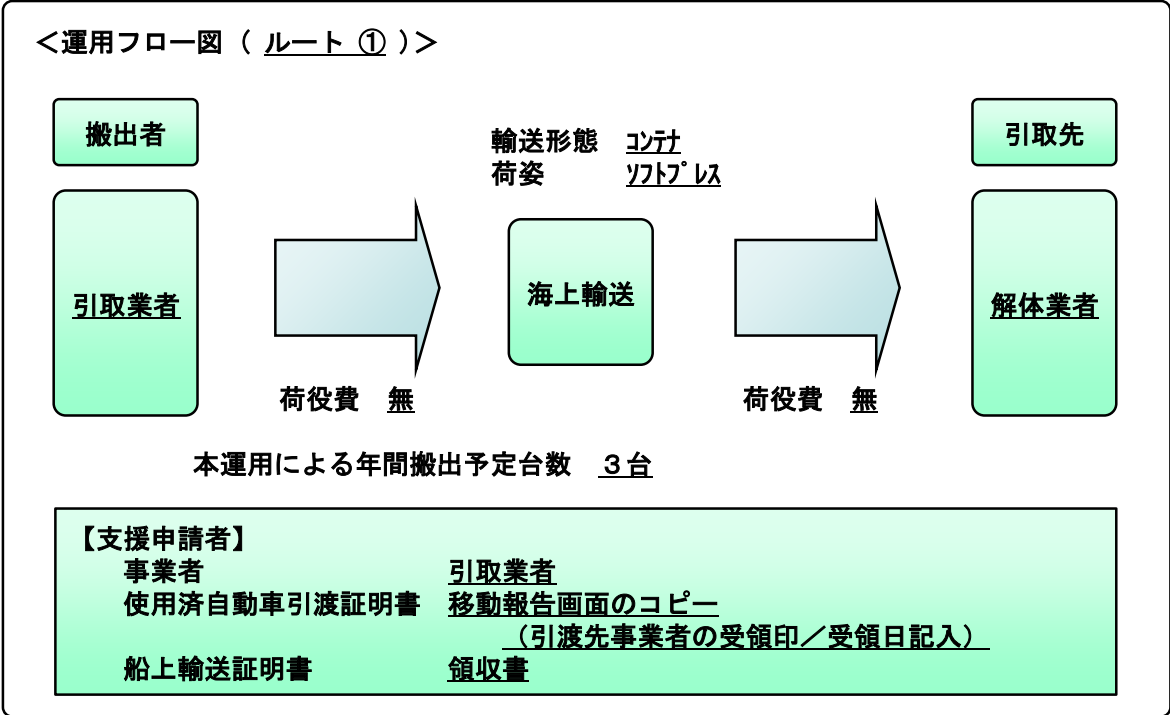 ＜運用フロー図（ ルート ① ）＞
搬出者
引取先
輸送形態　ｺﾝﾃﾅ
荷姿　ｿﾌﾄﾌﾟﾚｽ
引取業者
海上輸送
解体業者
荷役費　無
荷役費　無
本運用による年間搬出予定台数　３台
【支援申請者】
事業者　引取業者
使用済自動車引渡証明書　移動報告画面のコピー
（引渡先事業者の受領印／受領日記入）
船上輸送証明書　領収書